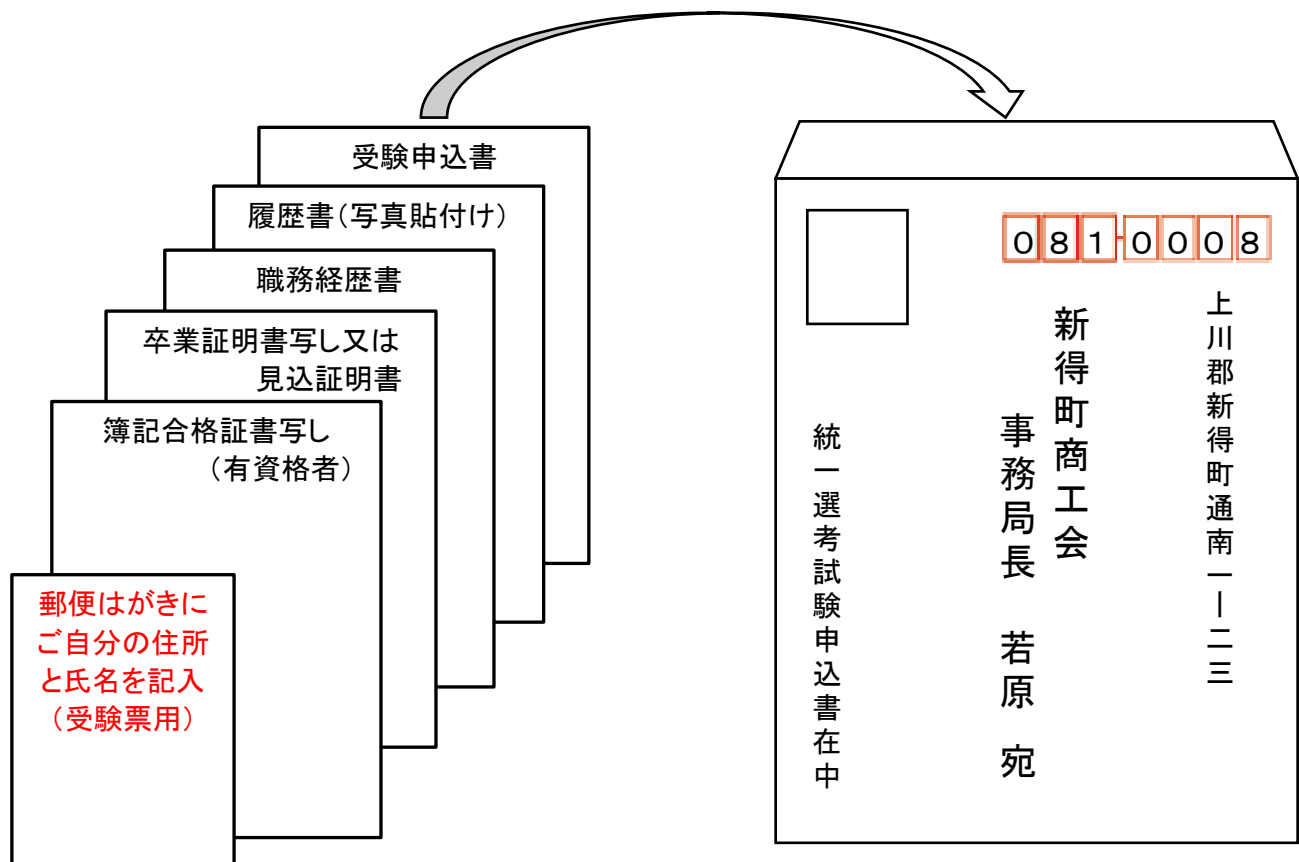 受験申込書
履歴書（写真貼付け）
職務経歴書
卒業証明書写し又は
見込証明書
簿記合格証書写し
（有資格者）
郵便はがきに
ご自分の住所
と氏名を記入
（受験票用）
081-0008
上川郡新得町通南一―二三
新得町商工会
事務局長　若原　宛
統一選考試験申込書在中